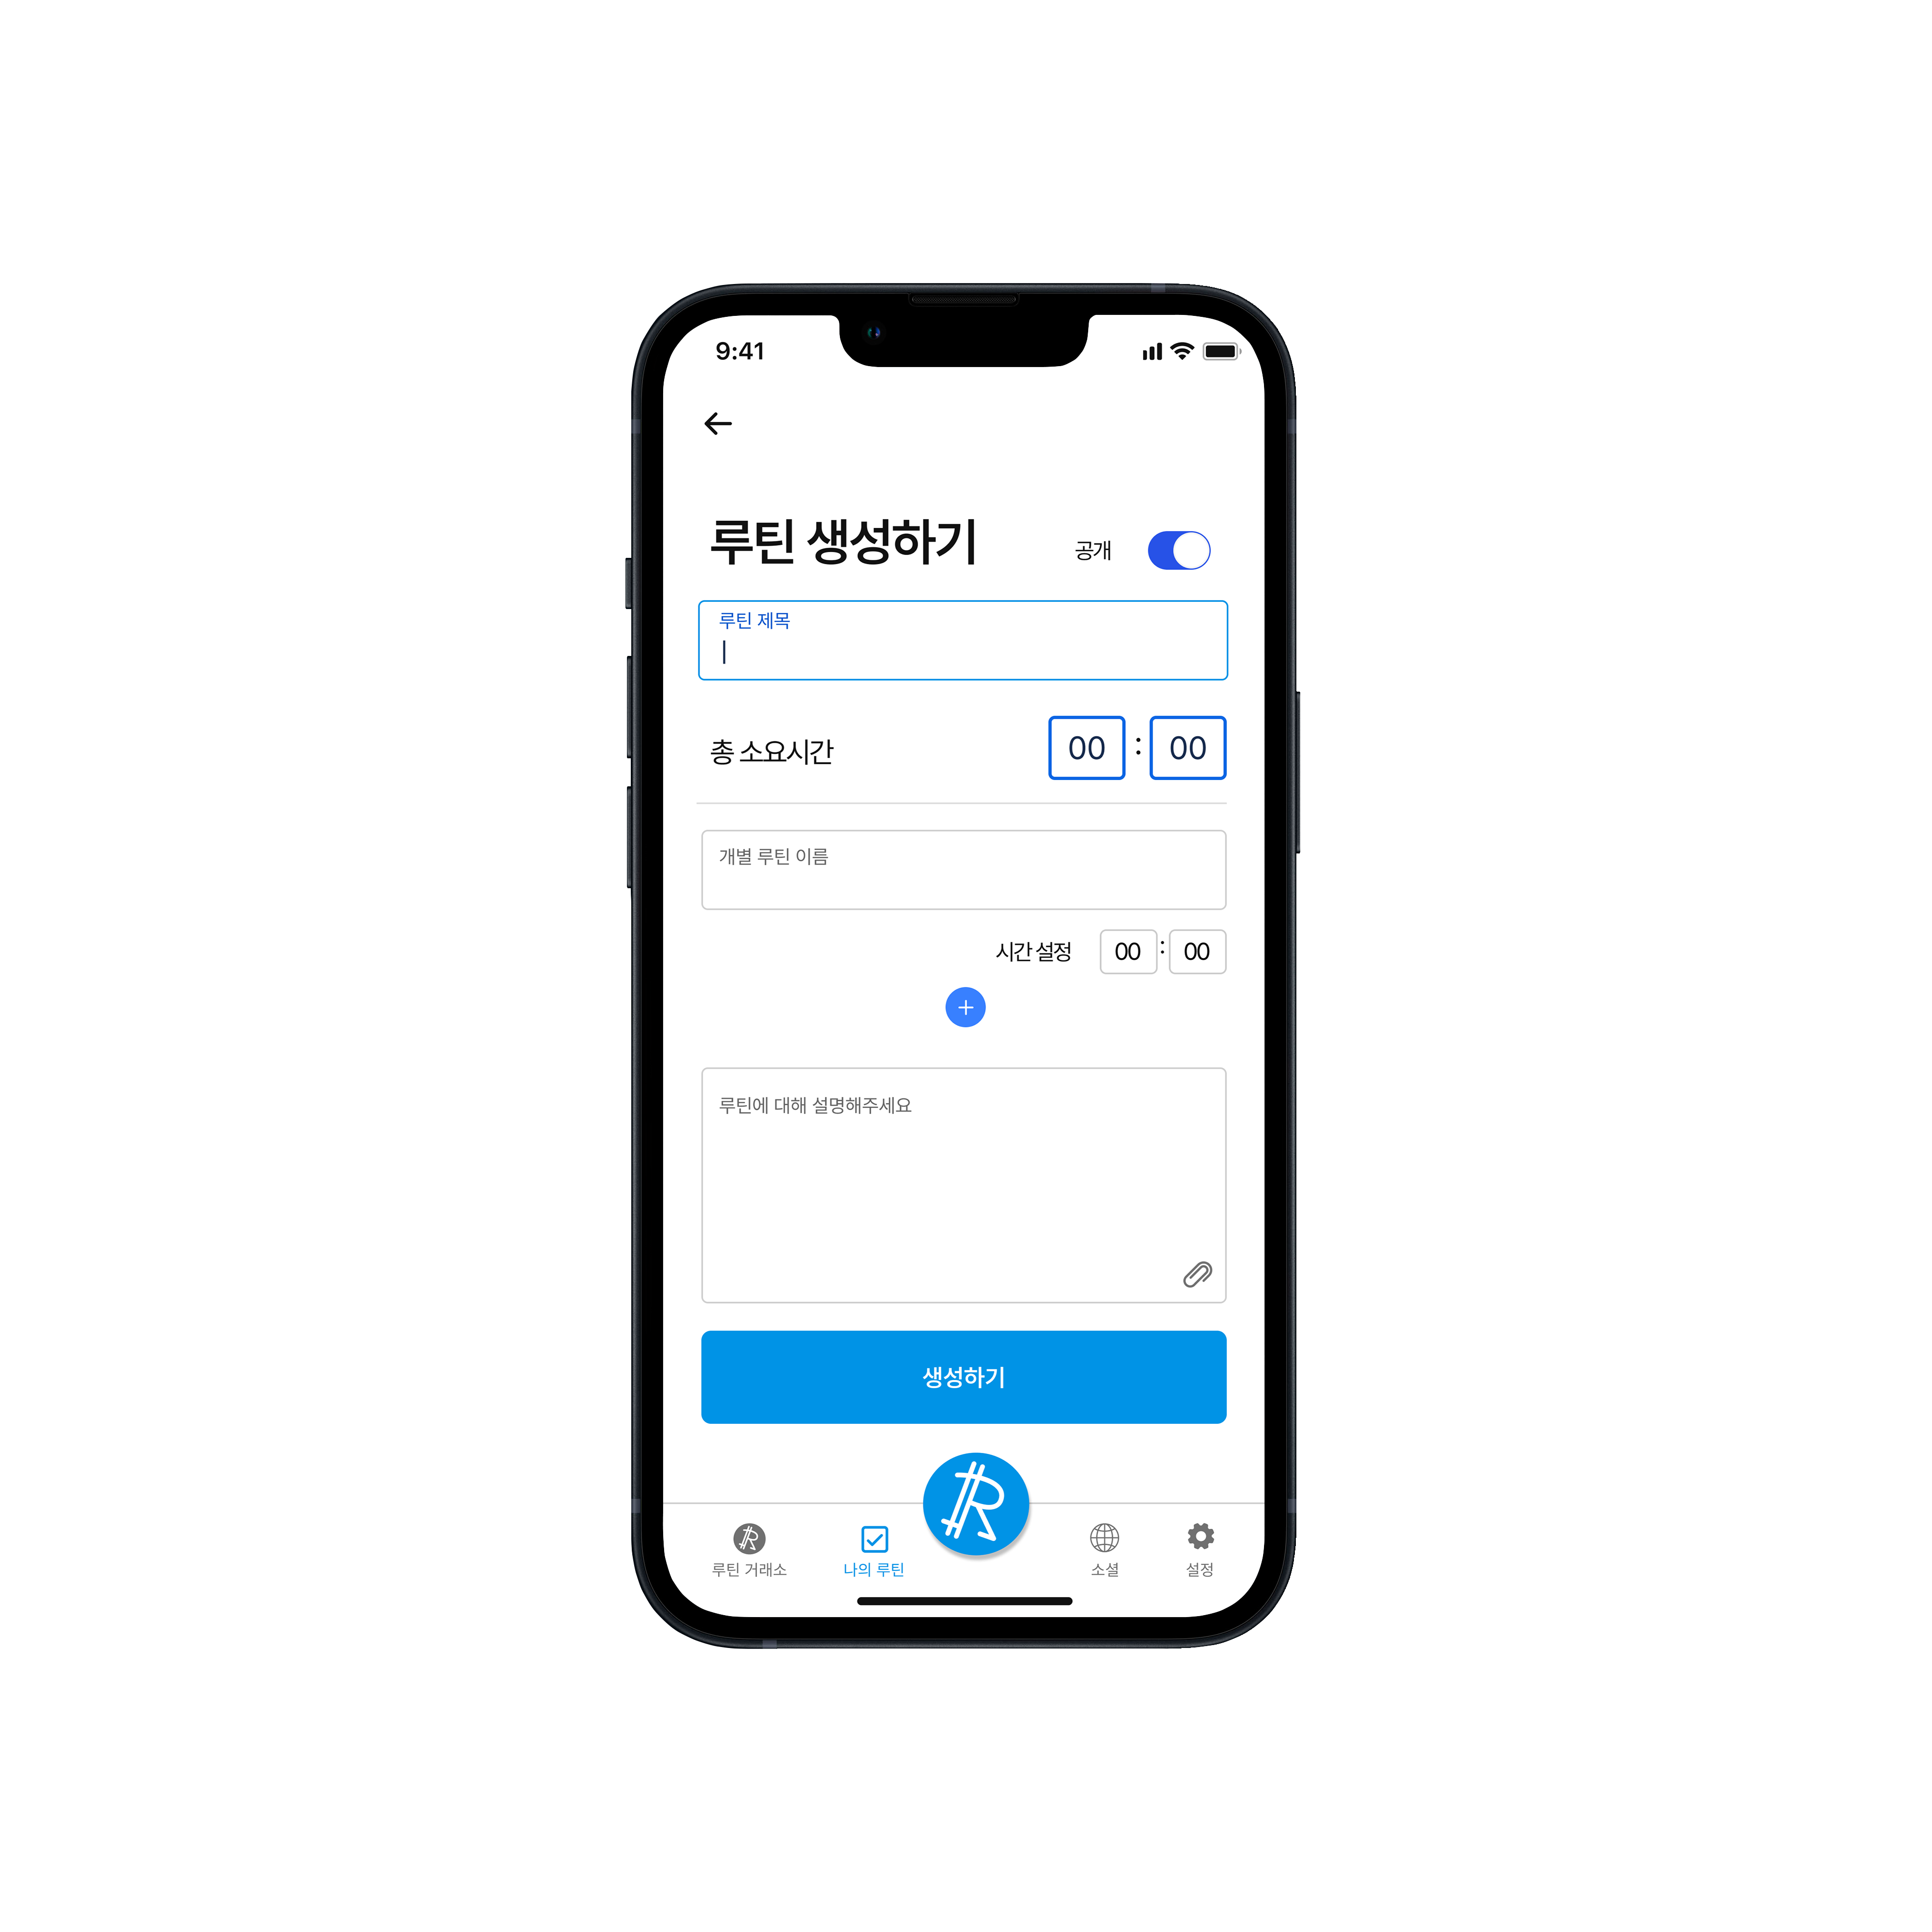 9:41
루틴 생성하기
공개
루틴 제목
총 소요시간
00 : 00
개별 루틴 이름
시간 설정 00 : 00
루틴에 대해 설명해주세요
생성하기
루틴 거래소 나의 루틴 소셜 설정